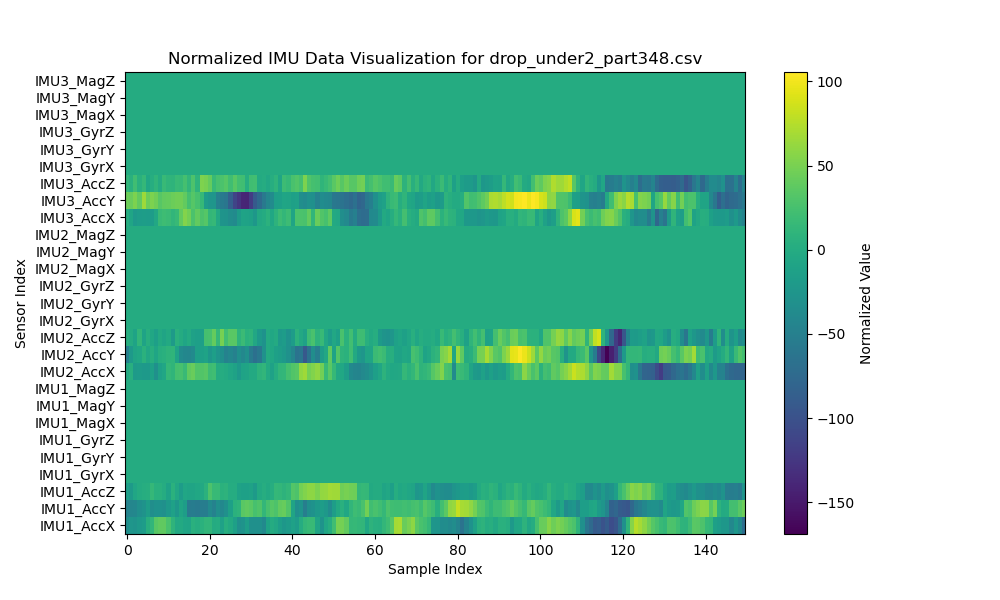 Normalized IMU Data Visualization for drop_under2_part348.csv
IMU3_MagZ
IMU3_MagY
IMU3_MagX
IMU3_GyrZ
IMU3_GyrY
IMU3_GyrX
IMU3_AccZ
IMU3_AccY
IMU3_AccX
IMU2_MagZ
IMU2_MagY
IMU2_MagX
IMU2_GyrZ
IMU2_GyrY
IMU2_GyrX
IMU2_AccZ
IMU2_AccY
IMU2_AccX
IMU1_MagZ
IMU1_MagY
IMU1_MagX
IMU1_GyrZ
IMU1_GyrY
IMU1_GyrX
IMU1_AccZ
IMU1_AccY
IMU1_AccX
Sensor Index
0 20 40 60 80 100 120 140
Sample Index
100
50
0
−50
−100
−150
Normalized Value